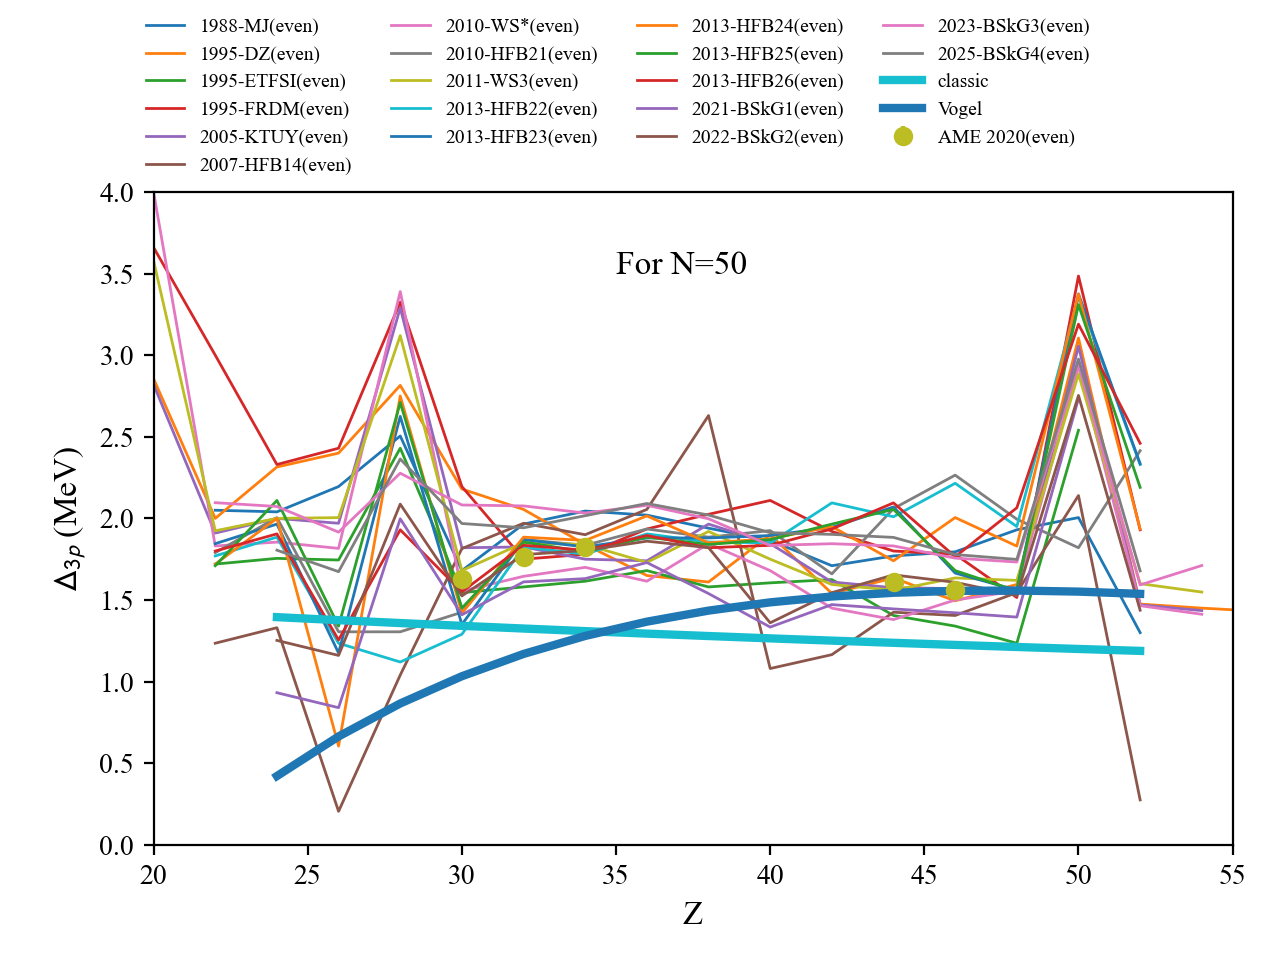 1988-MJ(even)
1995-DZ(even)
1995-ETFSI(even)
1995-FRDM(even)
2005-KTUY(even)
2007-HFB14(even)
2010-WS*(even)
2010-HFB21(even)
2011-WS3(even)
2013-HFB22(even)
2013-HFB23(even)
2013-HFB24(even)
2013-HFB25(even)
2013-HFB26(even)
2021-BSkG1(even)
2022-BSkG2(even)
2023-BSkG3(even)
2025-BSkG4(even)
classic
Vogel
AME 2020(even)
For N=50
Δ3p (MeV)
4.0
3.5
3.0
2.5
2.0
1.5
1.0
0.5
0.0
20 25 30 35 40 45 50 55
Z